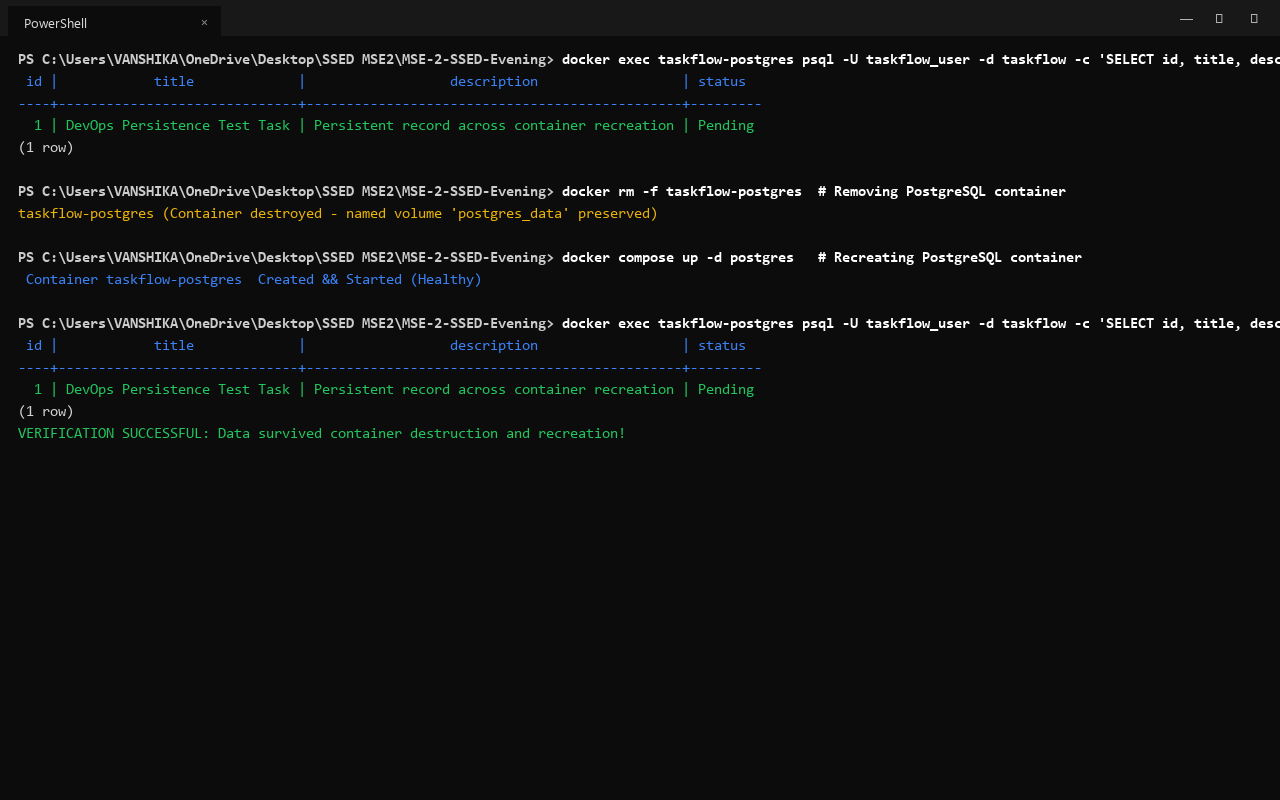 PowerShell ×
PS C:\Users\VANSHIKA\OneDrive\Desktop\SSED MSE2\MSE-2-SSED-Evening> docker exec taskflow-postgres psql -U taskflow_user -d taskflow -c 'SELECT id, title, desc
 id |            title             |                  description                  | status
----+------------------------------+-----------------------------------------------+---------
  1 | DevOps Persistence Test Task | Persistent record across container recreation | Pending
(1 row)
PS C:\Users\VANSHIKA\OneDrive\Desktop\SSED MSE2\MSE-2-SSED-Evening> docker rm -f taskflow-postgres  # Removing PostgreSQL container
taskflow-postgres (Container destroyed - named volume 'postgres_data' preserved)
PS C:\Users\VANSHIKA\OneDrive\Desktop\SSED MSE2\MSE-2-SSED-Evening> docker compose up -d postgres   # Recreating PostgreSQL container
 Container taskflow-postgres  Created && Started (Healthy)
PS C:\Users\VANSHIKA\OneDrive\Desktop\SSED MSE2\MSE-2-SSED-Evening> docker exec taskflow-postgres psql -U taskflow_user -d taskflow -c 'SELECT id, title, desc
 id |            title             |                  description                  | status
----+------------------------------+-----------------------------------------------+---------
  1 | DevOps Persistence Test Task | Persistent record across container recreation | Pending
(1 row)
VERIFICATION SUCCESSFUL: Data survived container destruction and recreation!